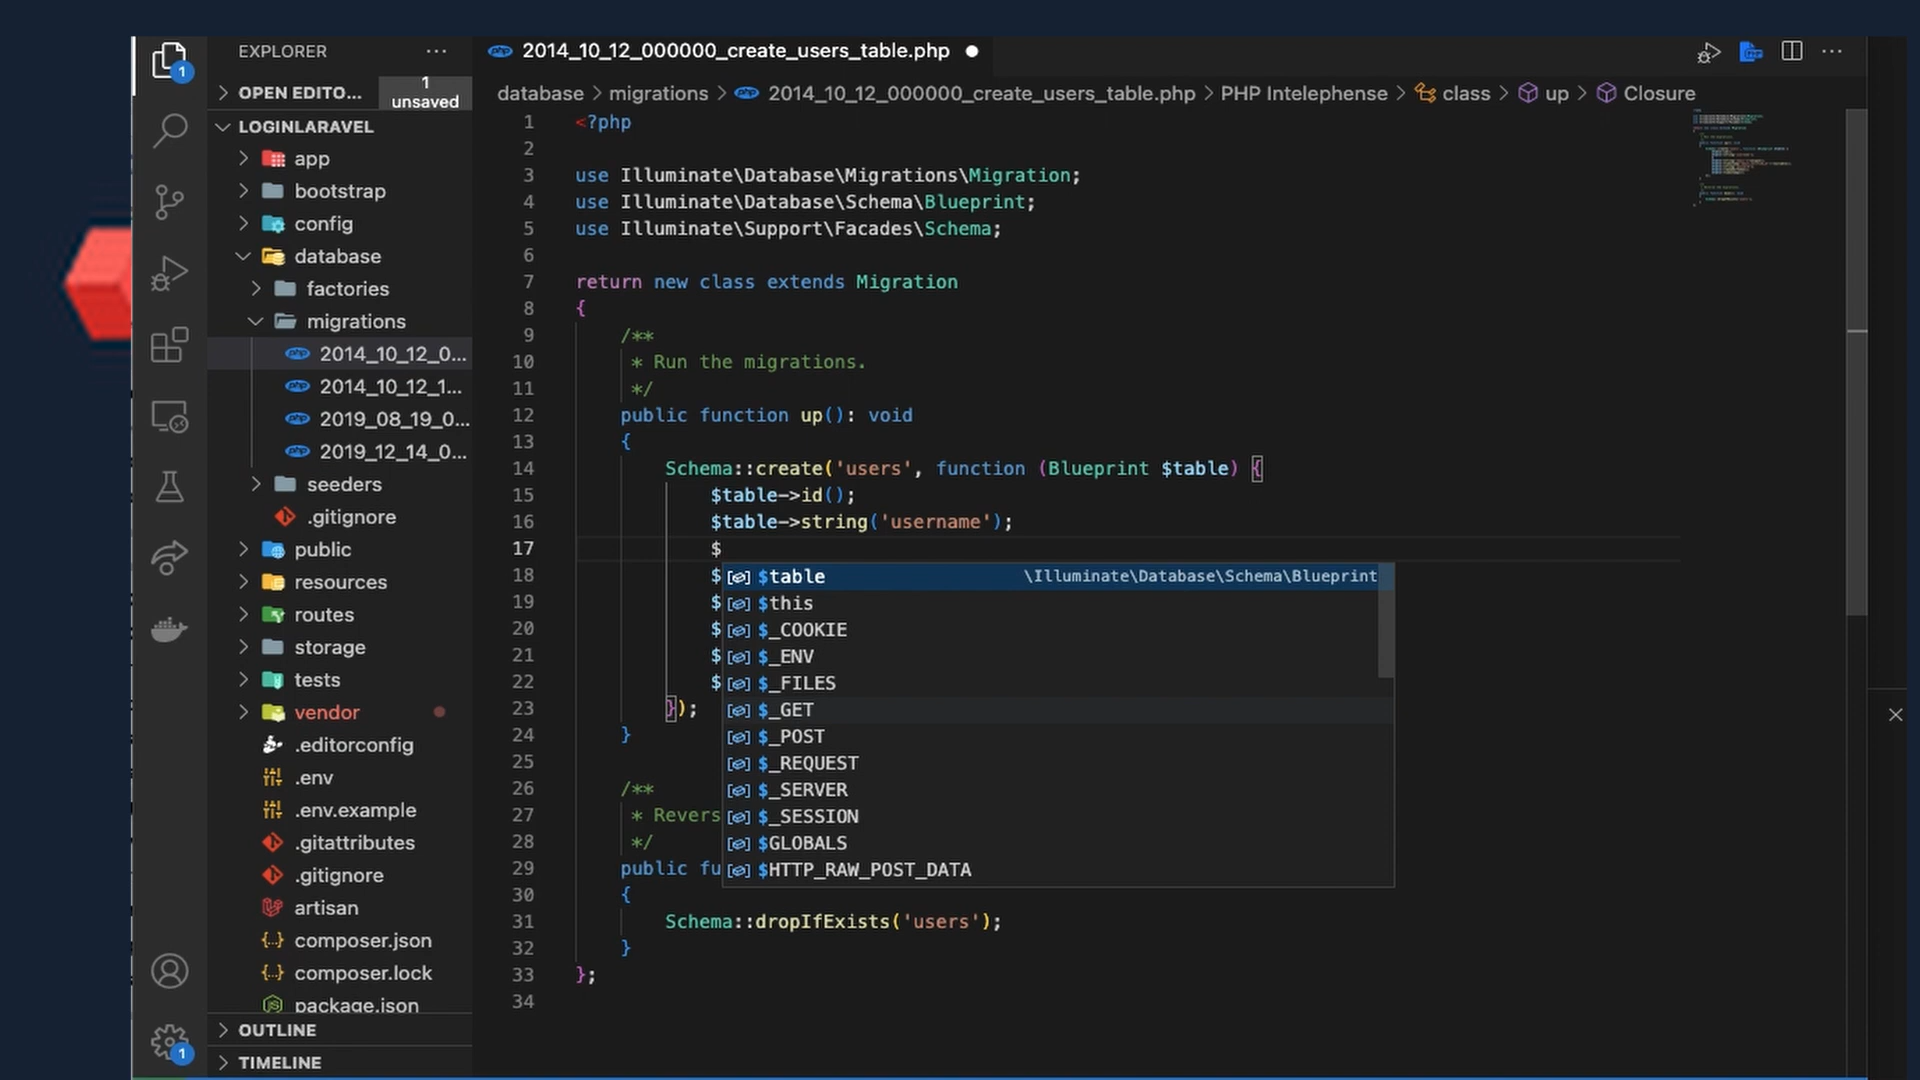 EXPLORER
1
OPEN EDITO...
1 unsaved
LOGINLARAVEL
app
bootstrap
config
database
factories
migrations
2014_10_12_0...
2014_10_12_1...
2019_08_19_0...
2019_12_14_0...
seeders
.gitignore
public
resources
routes
storage
tests
vendor
.editorconfig
.env
.env.example
.gitattributes
.gitignore
artisan
composer.json
composer.lock
package.json
OUTLINE
1
TIMELINE
2014_10_12_000000_create_users_table.php
database > migrations > 2014_10_12_000000_create_users_table.php > PHP Intelephense > class > up > Closure
1 <?php
2
3 use Illuminate\Database\Migrations\Migration;
4 use Illuminate\Database\Schema\Blueprint;
5 use Illuminate\Support\Facades\Schema;
6
7 return new class extends Migration
8 {
9 /**
10 * Run the migrations.
11 */
12 public function up(): void
13 {
14 Schema::create('users', function (Blueprint $table) {
15 $table->id();
16 $table->string('username');
17 $
18 $
19 $
20 $
21 $
22 $
23 });
24 }
25
26 /**
27 * Revers
28 */
29 public fu
30 {
31 Schema::dropIfExists('users');
32 }
33 };
34
$table \Illuminate\Database\Schema\Blueprint
$this
$_COOKIE
$_ENV
$_FILES
$_GET
$_POST
$_REQUEST
$_SERVER
$_SESSION
$GLOBALS
$HTTP_RAW_POST_DATA